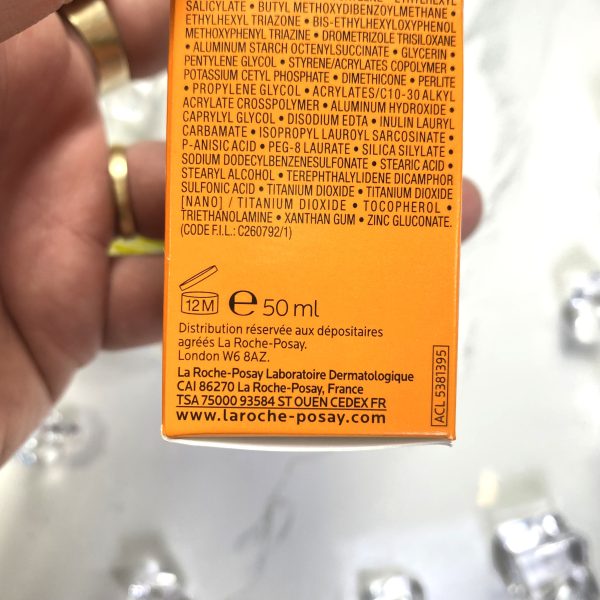 SALICYLATE • BUTYL METHOXYDIBENZOYLMETHANE •
ETHYLHEXYL TRIAZONE • BIS-ETHYLHEXYLOXYPHENOL
METHOXYPHENYL TRIAZINE • DROMETRIZOLE TRISILOXANE
• ALUMINUM STARCH OCTENYLSUCCINATE • GLYCERIN •
PENTYLENE GLYCOL • STYRENE/ACRYLATES COPOLYMER •
POTASSIUM CETYL PHOSPHATE • DIMETHICONE • PERLITE
• PROPYLENE GLYCOL • ACRYLATES/C10-30 ALKYL
ACRYLATE CROSSPOLYMER • ALUMINUM HYDROXIDE •
CAPRYLYL GLYCOL • DISODIUM EDTA • INULIN LAURYL
CARBAMATE • ISOPROPYL LAUROYL SARCOSINATE •
P-ANISIC ACID • PEG-8 LAURATE • SILICA SILYLATE •
SODIUM DODECYLBENZENESULFONATE • STEARIC ACID •
STEARYL ALCOHOL • TEREPHTHALYLIDENE DICAMPHOR
SULFONIC ACID • TITANIUM DIOXIDE • TITANIUM DIOXIDE
[NANO] / TITANIUM DIOXIDE • TOCOPHEROL •
TRIETHANOLAMINE • XANTHAN GUM • ZINC GLUCONATE.
(CODE F.I.L.: C260792/1)
12M ℮ 50 ml
Distribution réservée aux dépositaires
agréés La Roche-Posay.
London W6 8AZ.
La Roche-Posay Laboratoire Dermatologique
CAI 86270 La Roche-Posay, France
TSA 75000 93584 ST OUEN CEDEX FR
www.laroche-posay.com
ACL 5381395